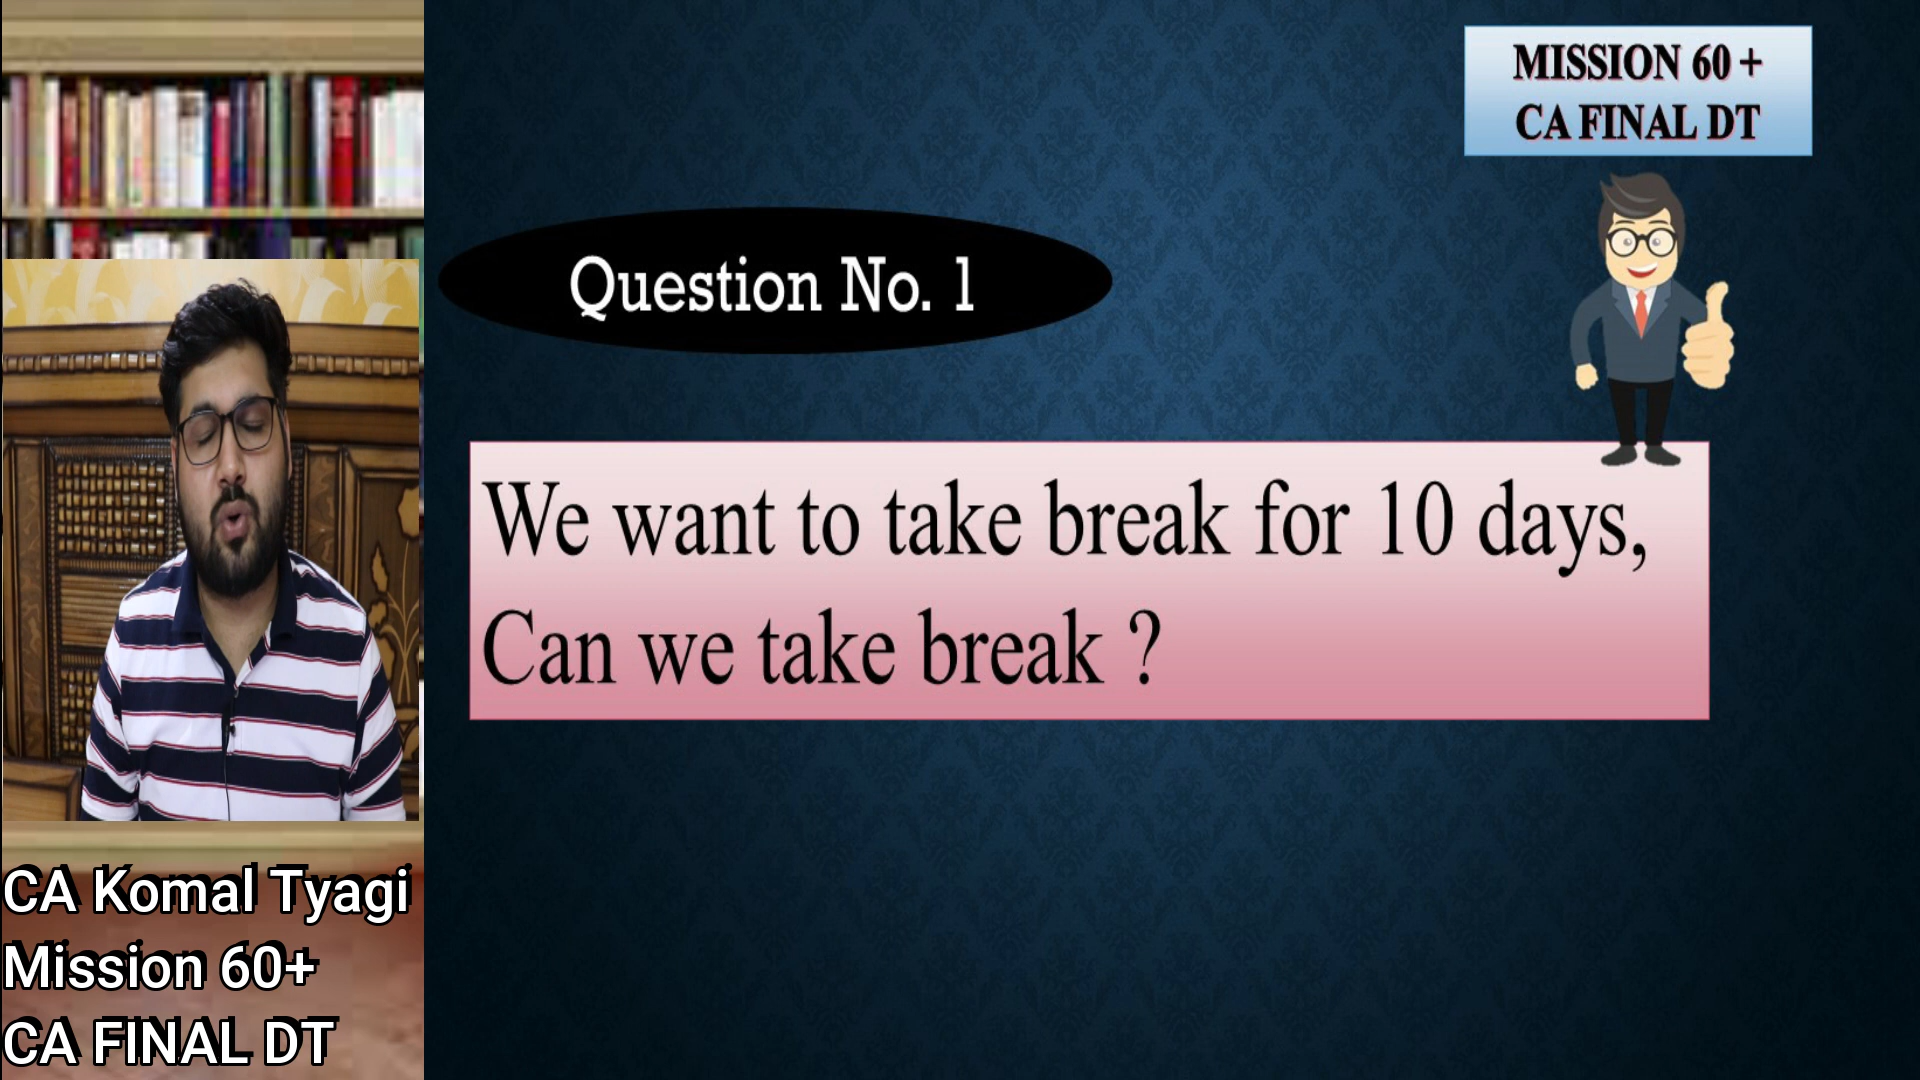 MISSION 60 +
CA FINAL DT
Question No. 1
We want to take break for 10 days,
Can we take break ?
CA Komal Tyagi
Mission 60+
CA FINAL DT